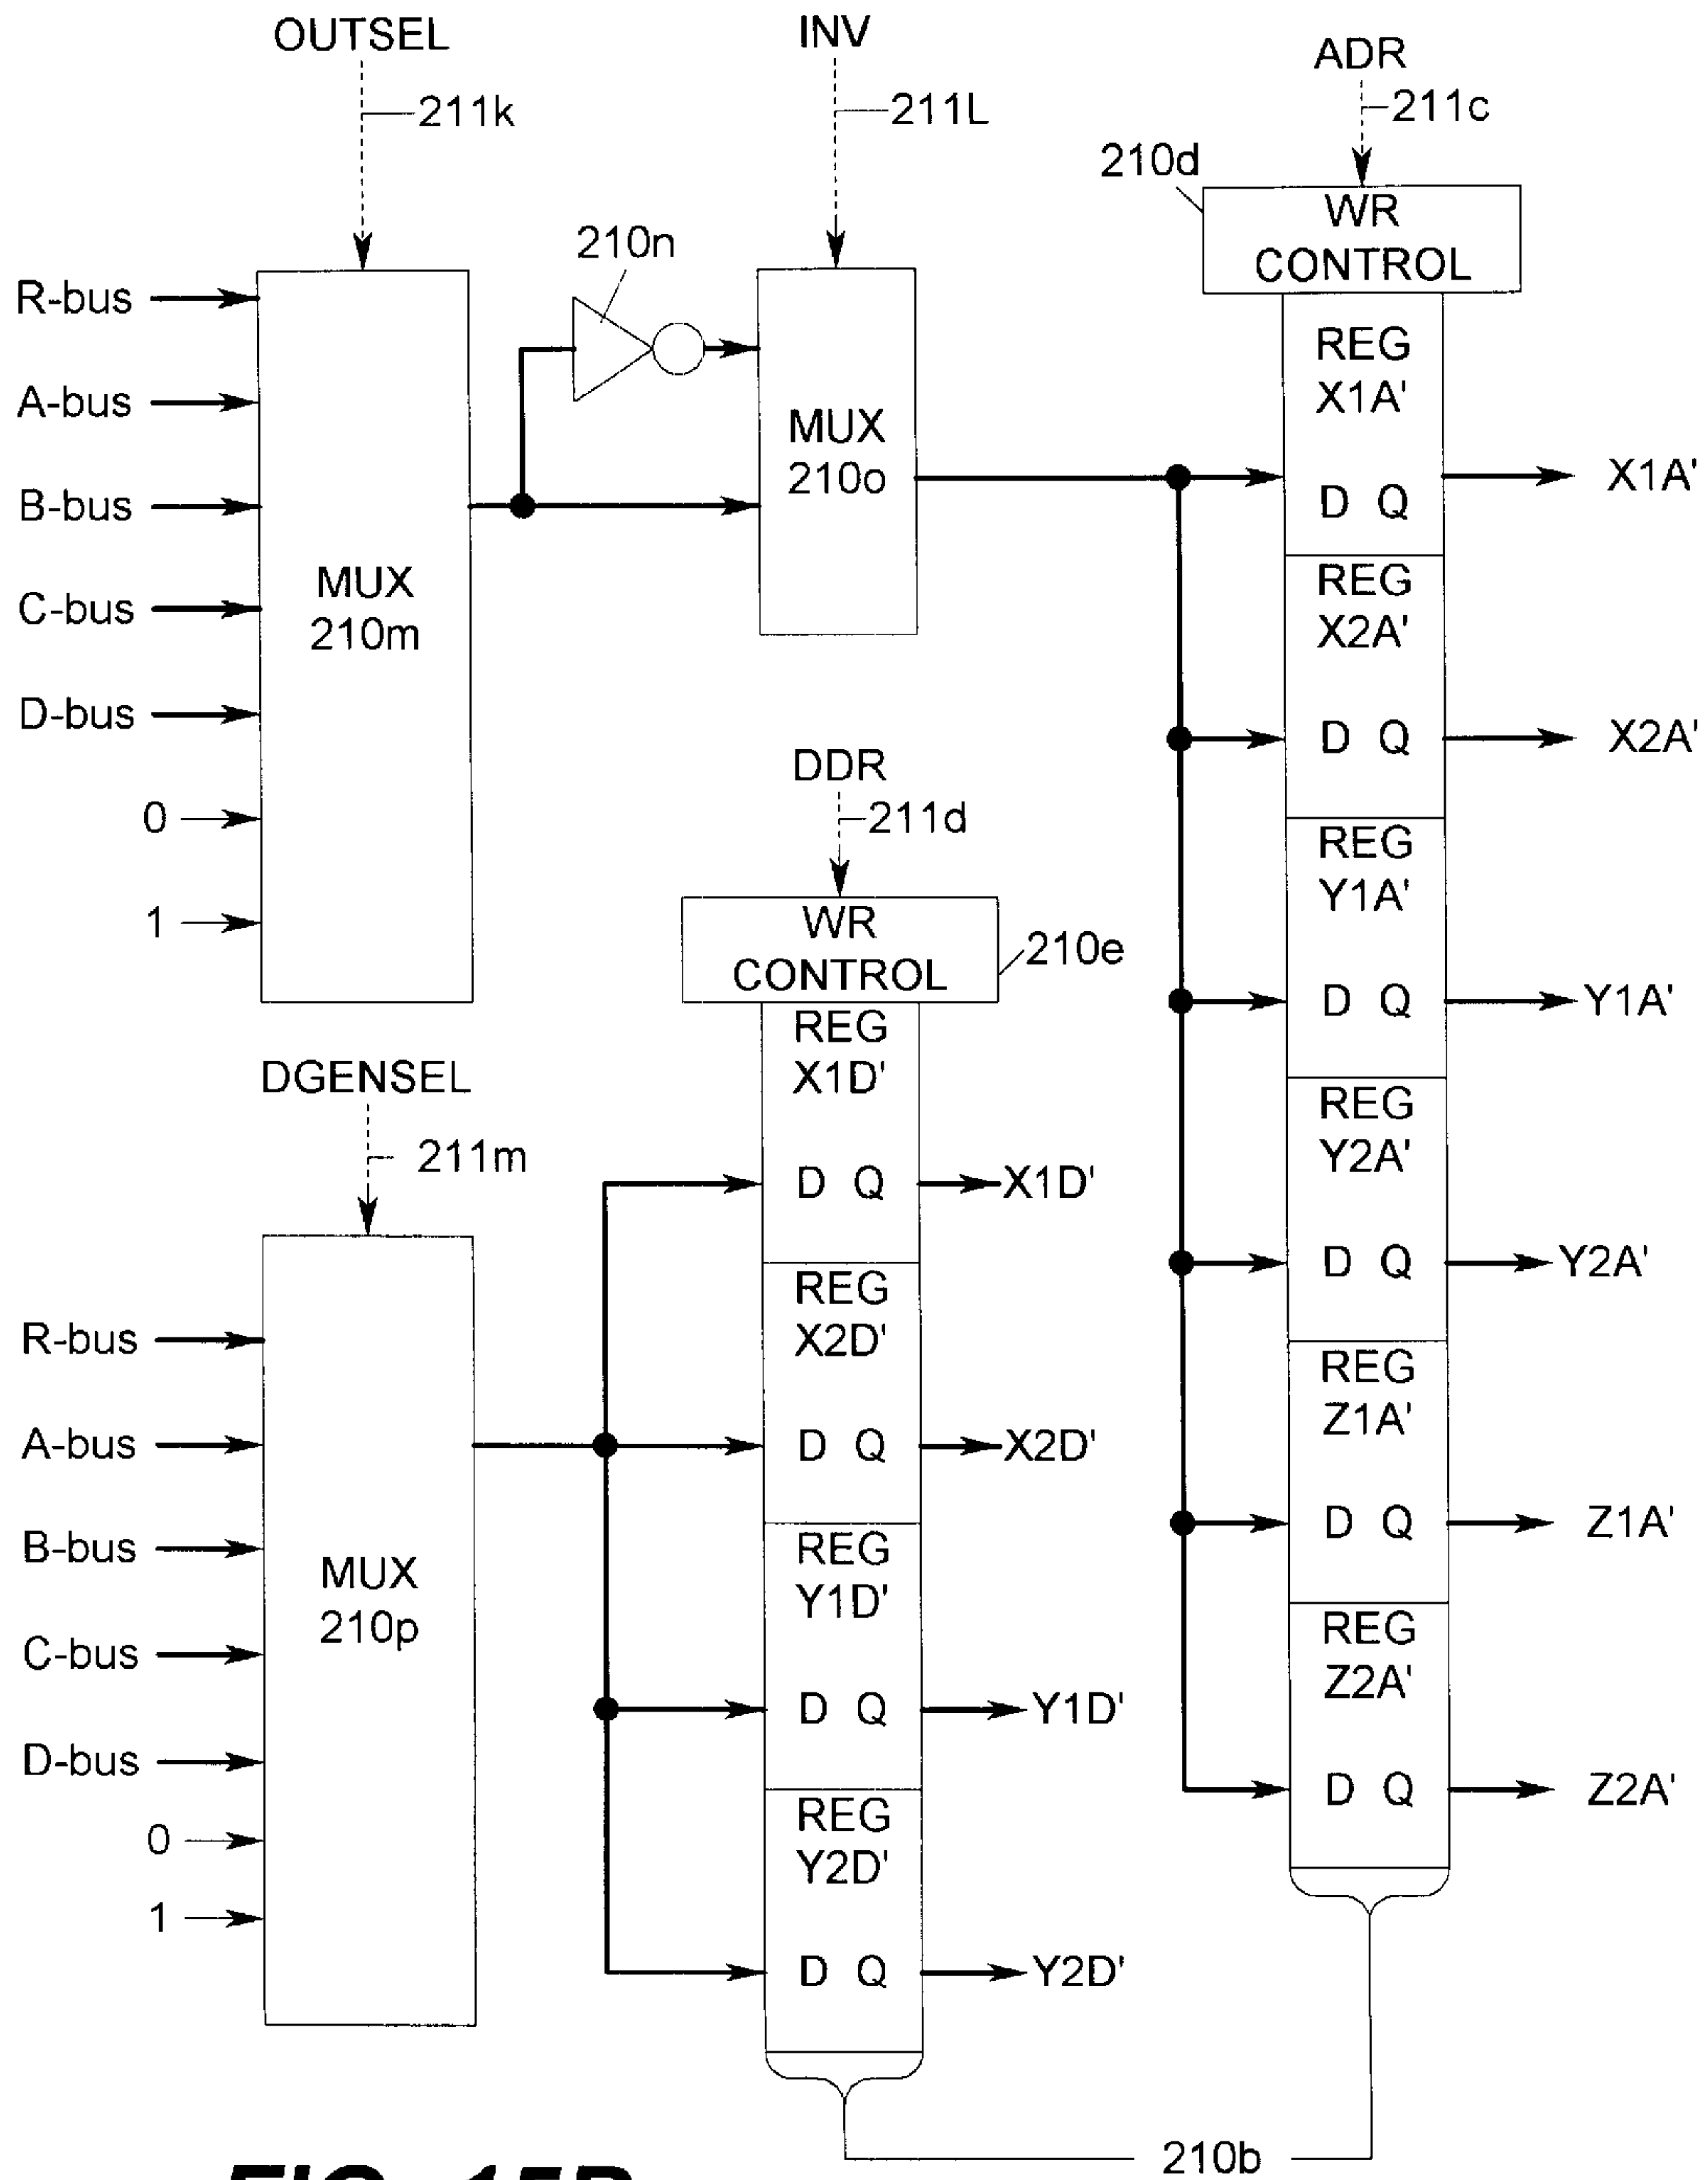 OUTSEL
INV
ADR
211k
211L
211c
210d
WR
CONTROL
210n
R-bus
A-bus
B-bus
C-bus
D-bus
0
1
MUX
210m
MUX
210o
REG
X1A'
D Q
X1A'
REG
X2A'
D Q
X2A'
REG
Y1A'
D Q
Y1A'
REG
Y2A'
D Q
Y2A'
REG
Z1A'
D Q
Z1A'
REG
Z2A'
D Q
Z2A'
DDR
211d
WR
CONTROL
210e
REG
X1D'
D Q
X1D'
REG
X2D'
D Q
X2D'
REG
Y1D'
D Q
Y1D'
REG
Y2D'
D Q
Y2D'
DGENSEL
211m
R-bus
A-bus
B-bus
C-bus
D-bus
0
1
MUX
210p
210b
FIG. 15B